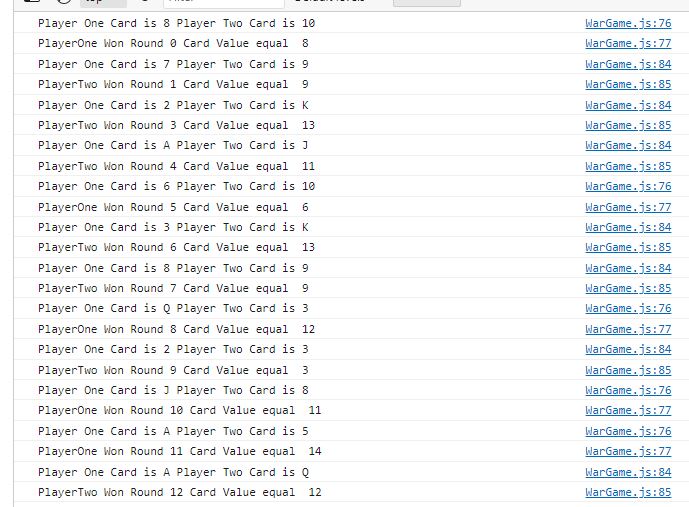 Player One Card is 8 Player Two Card is 10 WarGame.js:76
PlayerOne Won Round 0 Card Value equal  8 WarGame.js:77
Player One Card is 7 Player Two Card is 9 WarGame.js:84
PlayerTwo Won Round 1 Card Value equal  9 WarGame.js:85
Player One Card is 2 Player Two Card is K WarGame.js:84
PlayerTwo Won Round 3 Card Value equal  13 WarGame.js:85
Player One Card is A Player Two Card is J WarGame.js:84
PlayerTwo Won Round 4 Card Value equal  11 WarGame.js:85
Player One Card is 6 Player Two Card is 10 WarGame.js:76
PlayerOne Won Round 5 Card Value equal  6 WarGame.js:77
Player One Card is 3 Player Two Card is K WarGame.js:84
PlayerTwo Won Round 6 Card Value equal  13 WarGame.js:85
Player One Card is 8 Player Two Card is 9 WarGame.js:84
PlayerTwo Won Round 7 Card Value equal  9 WarGame.js:85
Player One Card is Q Player Two Card is 3 WarGame.js:76
PlayerOne Won Round 8 Card Value equal  12 WarGame.js:77
Player One Card is 2 Player Two Card is 3 WarGame.js:84
PlayerTwo Won Round 9 Card Value equal  3 WarGame.js:85
Player One Card is J Player Two Card is 8 WarGame.js:76
PlayerOne Won Round 10 Card Value equal  11 WarGame.js:77
Player One Card is A Player Two Card is 5 WarGame.js:76
PlayerOne Won Round 11 Card Value equal  14 WarGame.js:77
Player One Card is A Player Two Card is Q WarGame.js:84
PlayerTwo Won Round 12 Card Value equal  12 WarGame.js:85